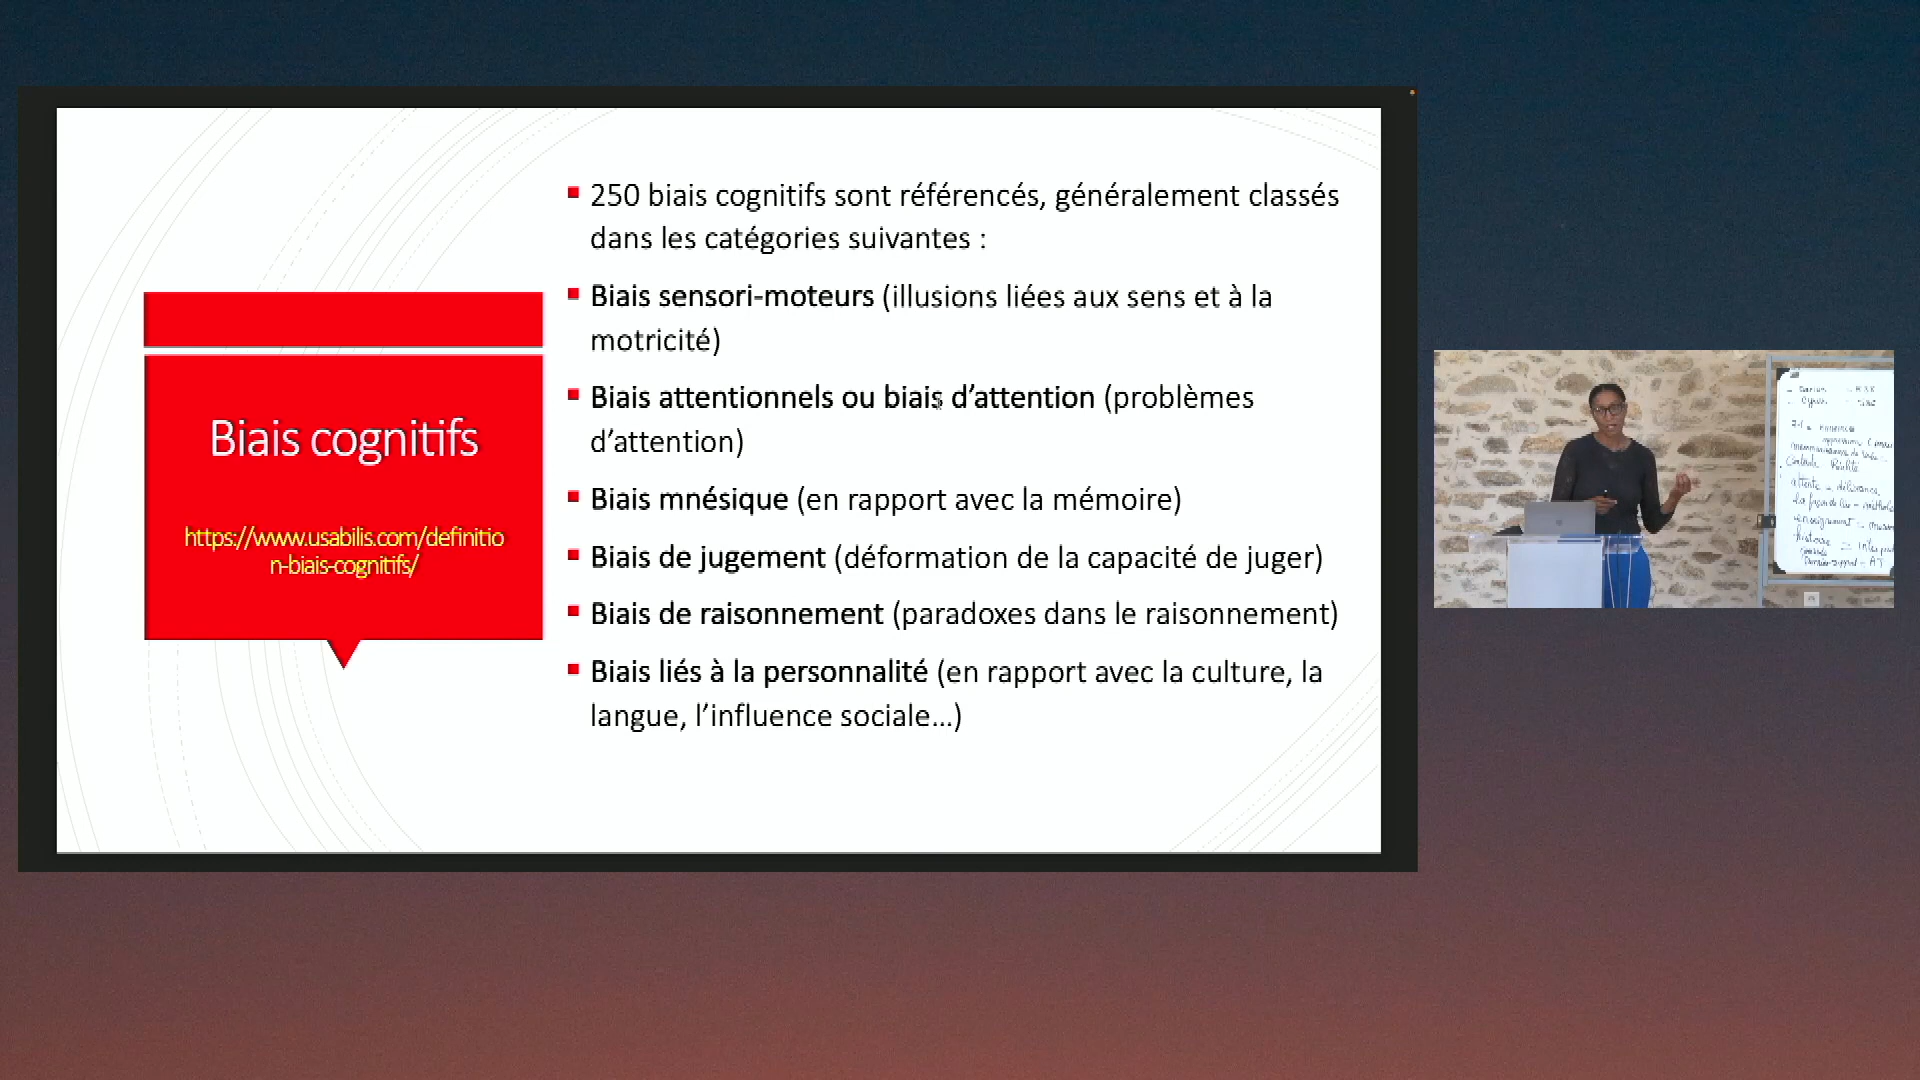 Biais cognitifs
https://www.usabilis.com/definitio
n-biais-cognitifs/
250 biais cognitifs sont référencés, généralement classés
dans les catégories suivantes :
Biais sensori-moteurs (illusions liées aux sens et à la
motricité)
Biais attentionnels ou biais d’attention (problèmes
d’attention)
Biais mnésique (en rapport avec la mémoire)
Biais de jugement (déformation de la capacité de juger)
Biais de raisonnement (paradoxes dans le raisonnement)
Biais liés à la personnalité (en rapport avec la culture, la
langue, l’influence sociale...)